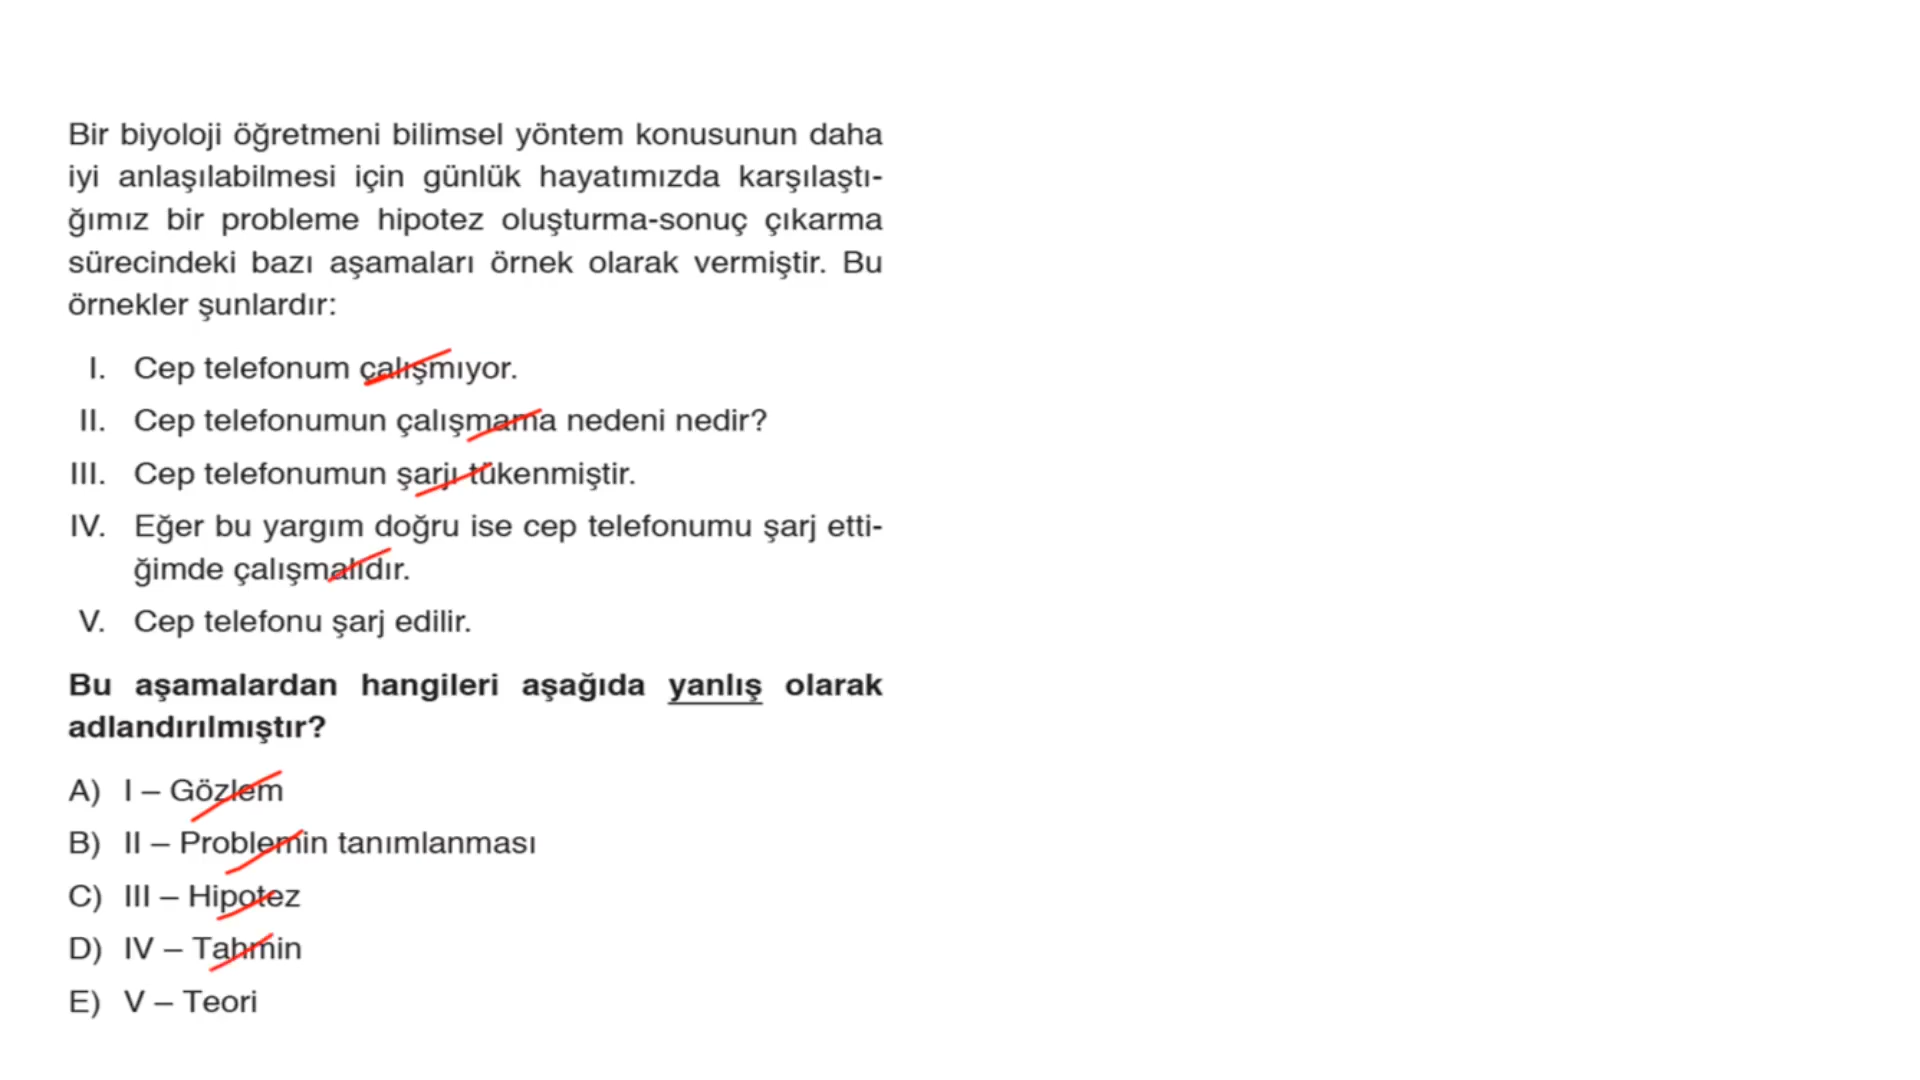 Bir biyoloji öğretmeni bilimsel yöntem konusunun daha
iyi anlaşılabilmesi için günlük hayatımızda karşılaştı-
ğımız bir probleme hipotez oluşturma-sonuç çıkarma
sürecindeki bazı aşamaları örnek olarak vermiştir. Bu
örnekler şunlardır:
I. Cep telefonum çalışmıyor.
II. Cep telefonumun çalışmama nedeni nedir?
III. Cep telefonumun şarjı tükenmiştir.
IV. Eğer bu yargım doğru ise cep telefonumu şarj etti-
ğimde çalışmalıdır.
V. Cep telefonu şarj edilir.
Bu aşamalardan hangileri aşağıda yanlış olarak
adlandırılmıştır?
A) I – Gözlem
B) II – Problemin tanımlanması
C) III – Hipotez
D) IV – Tahmin
E) V – Teori